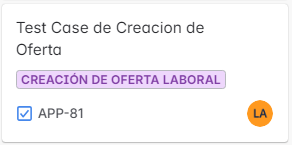 Test Case de Creacion de
Oferta
CREACIÓN DE OFERTA LABORAL
APP-81
LA